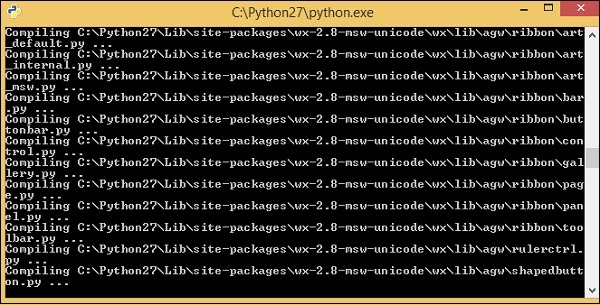 C:\Python27\python.exe
Compiling C:\Python27\Lib\site-packages\wx-2.8-msw-unicode\wx\lib\agw\ribbon\art
_default.py ...
Compiling C:\Python27\Lib\site-packages\wx-2.8-msw-unicode\wx\lib\agw\ribbon\art
_internal.py ...
Compiling C:\Python27\Lib\site-packages\wx-2.8-msw-unicode\wx\lib\agw\ribbon\art
_msw.py ...
Compiling C:\Python27\Lib\site-packages\wx-2.8-msw-unicode\wx\lib\agw\ribbon\bar
.py ...
Compiling C:\Python27\Lib\site-packages\wx-2.8-msw-unicode\wx\lib\agw\ribbon\but
tonbar.py ...
Compiling C:\Python27\Lib\site-packages\wx-2.8-msw-unicode\wx\lib\agw\ribbon\con
trol.py ...
Compiling C:\Python27\Lib\site-packages\wx-2.8-msw-unicode\wx\lib\agw\ribbon\gal
lery.py ...
Compiling C:\Python27\Lib\site-packages\wx-2.8-msw-unicode\wx\lib\agw\ribbon\pag
e.py ...
Compiling C:\Python27\Lib\site-packages\wx-2.8-msw-unicode\wx\lib\agw\ribbon\pan
el.py ...
Compiling C:\Python27\Lib\site-packages\wx-2.8-msw-unicode\wx\lib\agw\ribbon\too
lbar.py ...
Compiling C:\Python27\Lib\site-packages\wx-2.8-msw-unicode\wx\lib\agw\rulerctrl.
py ...
Compiling C:\Python27\Lib\site-packages\wx-2.8-msw-unicode\wx\lib\agw\shapedbutt
on.py ...